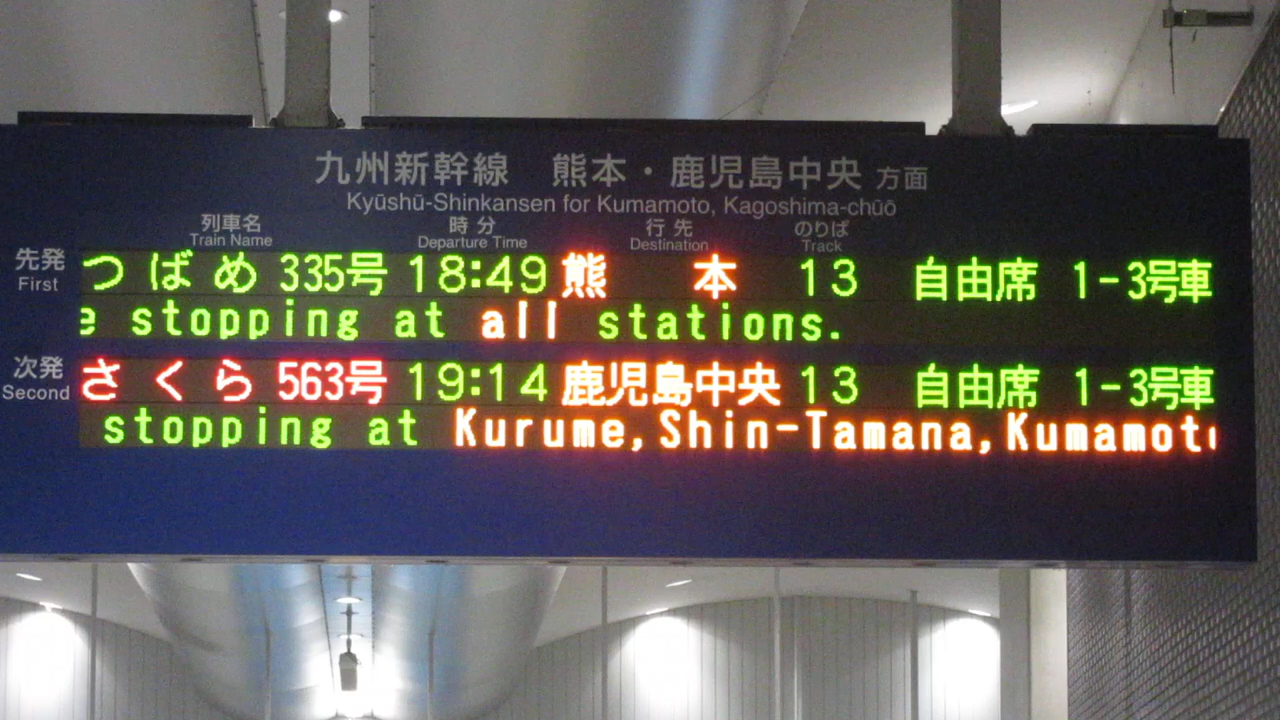 九州新幹線 熊本・鹿児島中央 方面
Kyūshū-Shinkansen for Kumamoto, Kagoshima-chūō
列車名 時分 行先 のりば
Train Name Departure Time Destination Track
先発 つばめ 335号 18:49 熊本 13 自由席 1-3号車
First
stopping at all stations.
次発 さくら 563号 19:14 鹿児島中央 13 自由席 1-3号車
Second
stopping at Kurume,Shin-Tamana,Kumamot